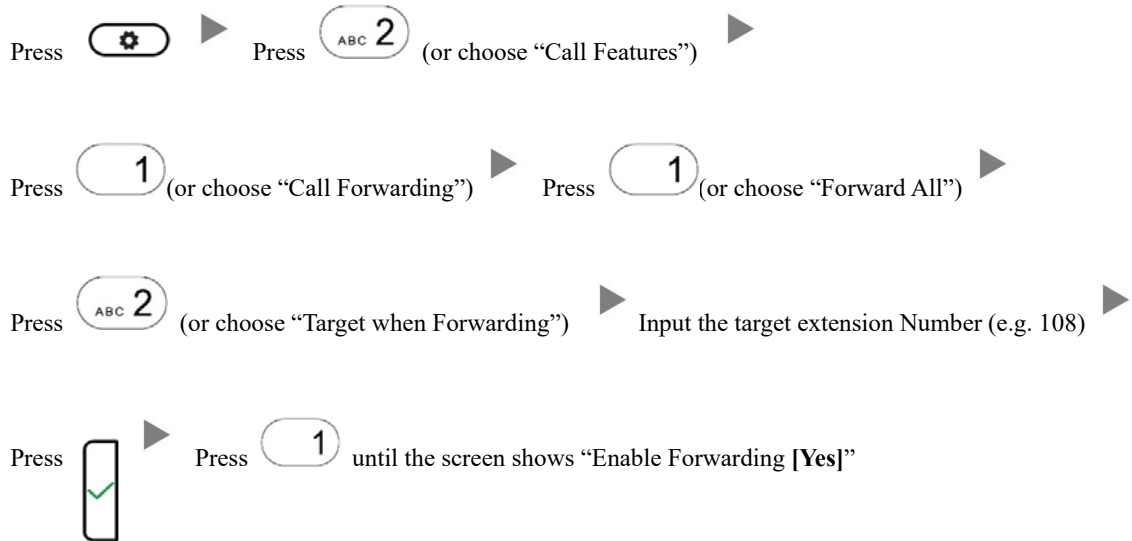 Press Press ABC 2 (or choose “Call Features”)
Press 1 (or choose “Call Forwarding”) Press 1 (or choose “Forward All”)
Press ABC 2 (or choose “Target when Forwarding”) Input the target extension Number (e.g. 108)
Press Press 1 until the screen shows “Enable Forwarding [Yes]”